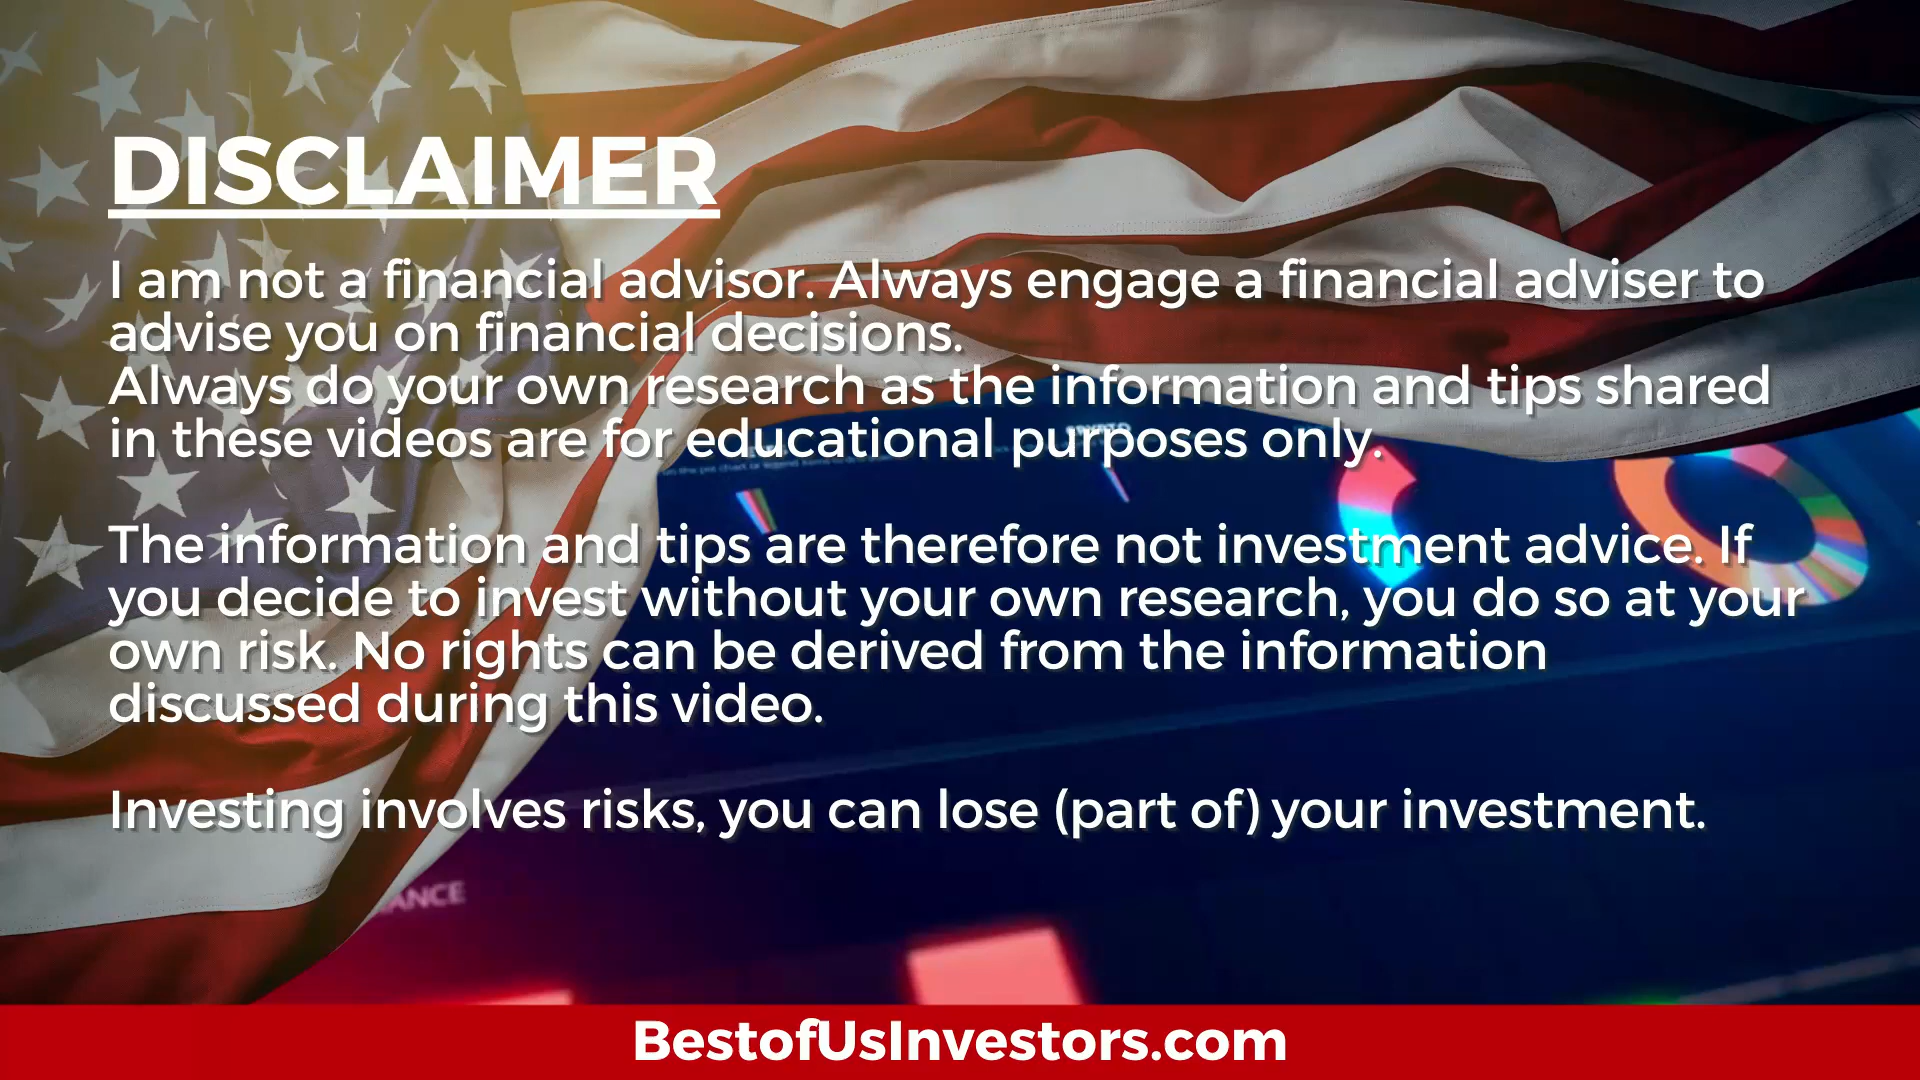 DISCLAIMER
I am not a financial advisor. Always engage a financial adviser to
advise you on financial decisions.
Always do your own research as the information and tips shared
in these videos are for educational purposes only.
The information and tips are therefore not investment advice. If
you decide to invest without your own research, you do so at your
own risk. No rights can be derived from the information
discussed during this video.
Investing involves risks, you can lose (part of) your investment.
BestofUsInvestors.com